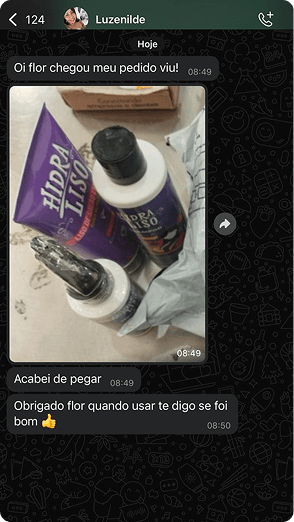 124
Luzenilde
Hoje
Oi flor chegou meu pedido viu! 08:49
HIDRA
LISO
HIDRA
LISO
08:49
Acabei de pegar 08:49
Obrigado flor quando usar te digo se foi
bom 👍 08:50